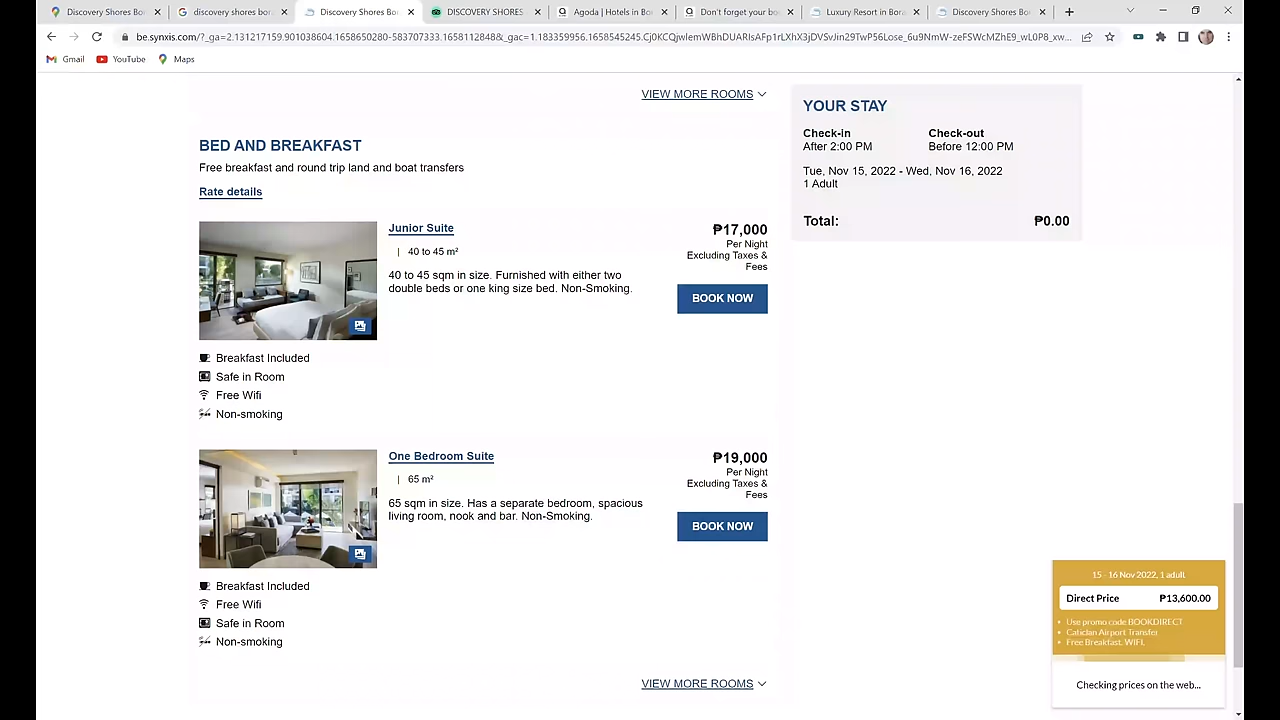 Discovery Shores Bo
discovery shores bora
Discovery Shores Bo
DISCOVERY SHORES
Agoda | Hotels in Bo
Don't forget your bo
Luxury Resort in Bora
Discovery Shores Bo
be.synxis.com/?_ga=2.131217159.901038604.1658650280-583707333.1658112848&_gac=1.183359956.1658545245.
Gmail
YouTube
Maps
VIEW MORE ROOMS
BED AND BREAKFAST
Free breakfast and round trip land and boat transfers
Rate details
Junior Suite
40 to 45 m²
40 to 45 sqm in size. Furnished with either two
double beds or one king size bed. Non-Smoking.
₱17,000
Per Night
Excluding Taxes &
Fees
BOOK NOW
Breakfast Included
Safe in Room
Free Wifi
Non-smoking
One Bedroom Suite
65 m²
65 sqm in size. Has a separate bedroom, spacious
living room, nook and bar. Non-Smoking.
₱19,000
Per Night
Excluding Taxes &
Fees
BOOK NOW
Breakfast Included
Free Wifi
Safe in Room
Non-smoking
VIEW MORE ROOMS
YOUR STAY
Check-in Check-out
After 2:00 PM Before 12:00 PM
Tue, Nov 15, 2022 - Wed, Nov 16, 2022
1 Adult
Total: ₱0.00
15 - 16 Nov 2022, 1 adult
Direct Price ₱13,600.00
Use promo code BOOKDIRECT
Caticlan Airport Transfer
Free Breakfast, WIFI,
Checking prices on the web...